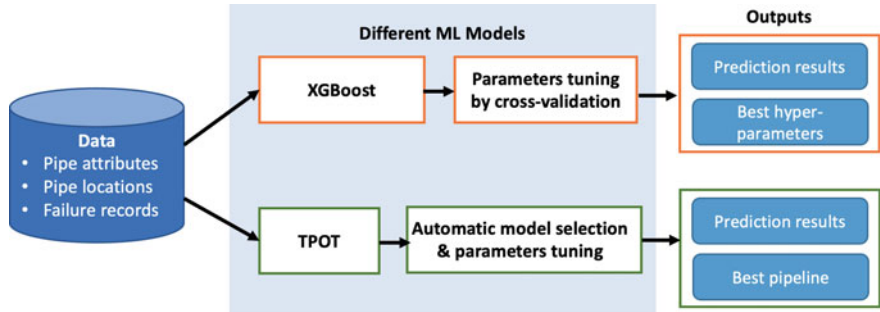 Outputs
Different ML Models
Data
• Pipe attributes
• Pipe locations
• Failure records
XGBoost
Parameters tuning
by cross-validation
Prediction results
Best hyper-
parameters
TPOT
Automatic model selection
& parameters tuning
Prediction results
Best pipeline